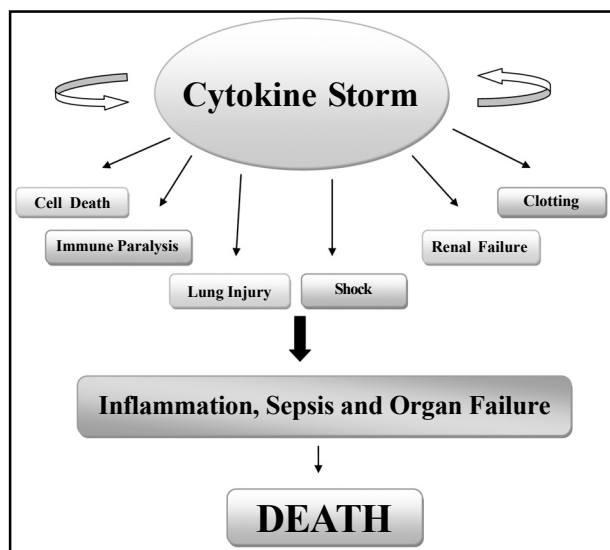 Cytokine Storm
Cell Death
Clotting
Immune Paralysis
Renal Failure
Lung Injury
Shock
Inflammation, Sepsis and Organ Failure
DEATH